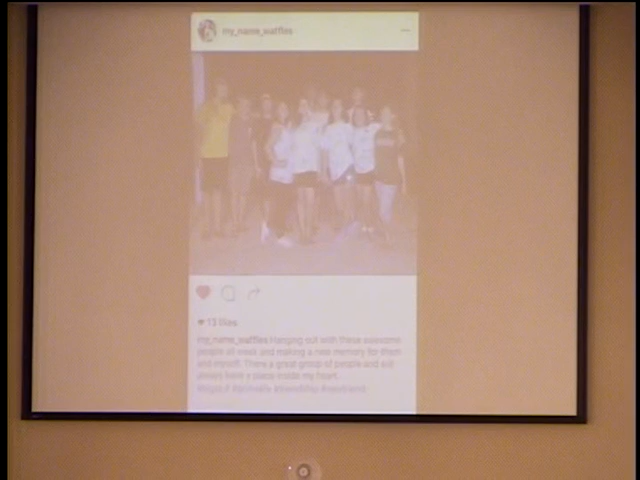 my_name_waffles
13 likes
my_name_waffles Hanging out with these awesome
people all week and making a new memory for them
and myself. There a great group of people and will
always have a place inside my heart.